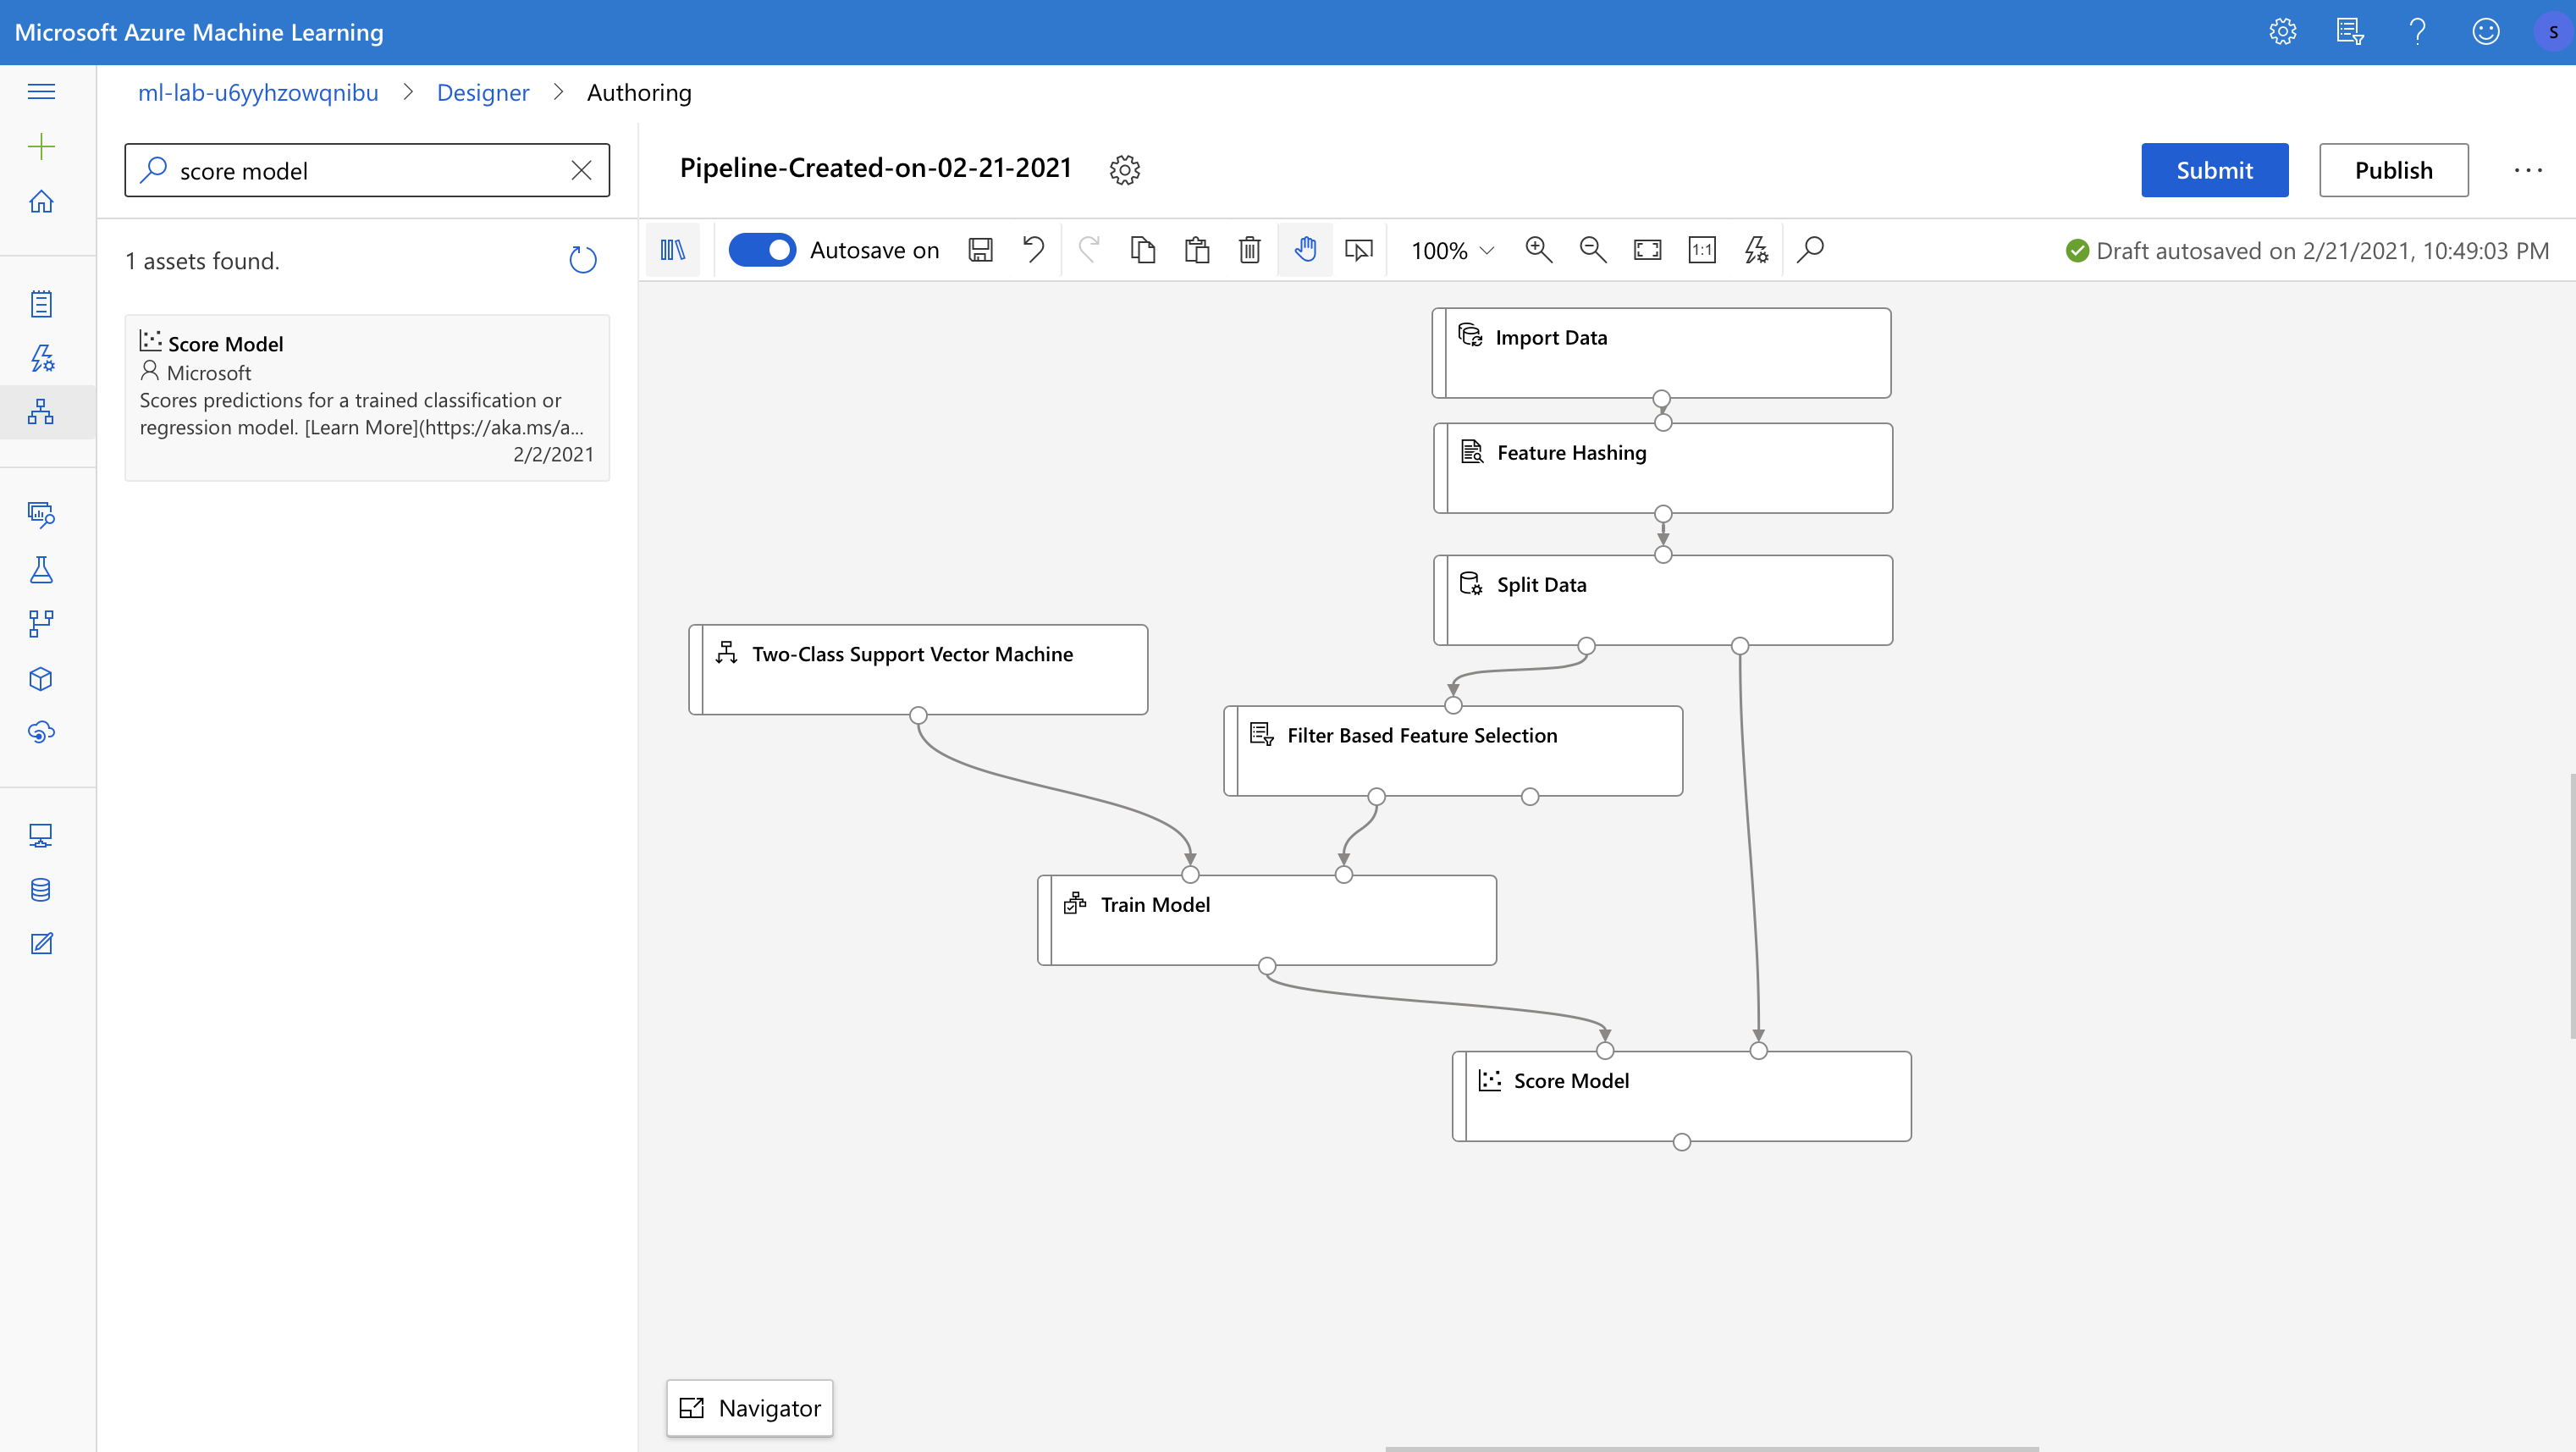 Microsoft Azure Machine Learning
S
ml-lab-u6yyhzowqnibu > Designer > Authoring
score model
Pipeline-Created-on-02-21-2021
Submit
Publish
...
1 assets found.
Autosave on
100%
1:1
Draft autosaved on 2/21/2021, 10:49:03 PM
Score Model
Microsoft
Scores predictions for a trained classification or
regression model. [Learn More](https://aka.ms/a...
2/2/2021
Import Data
Feature Hashing
Split Data
Two-Class Support Vector Machine
Filter Based Feature Selection
Train Model
Score Model
Navigator